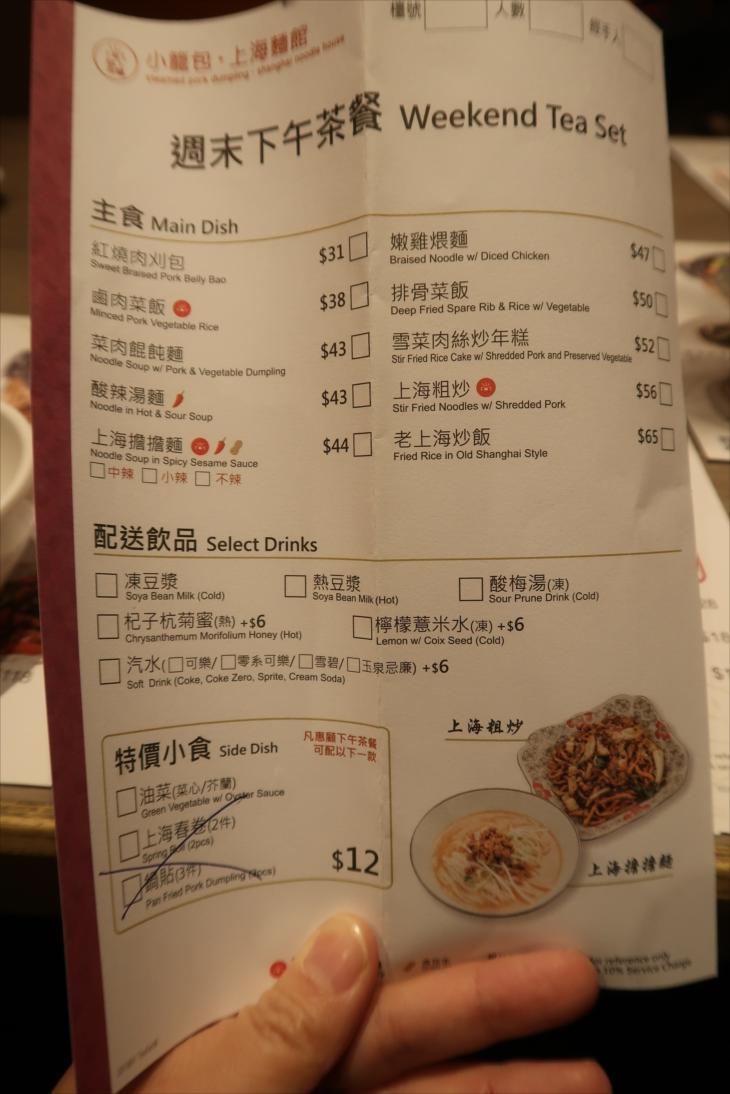 小籠包・上海麵館
steamed pork dumpling・shanghai noodle house
檯號 人數 經手人
週末下午茶餐 Weekend Tea Set
主食 Main Dish
紅燒肉刈包 $31
Sweet Braised Pork Belly Bao
鹵肉菜飯 $38
Minced Pork Vegetable Rice
菜肉餛飩麵 $43
Noodle Soup w/ Pork & Vegetable Dumpling
酸辣湯麵 $43
Noodle in Hot & Sour Soup
上海擔擔麵 $44
Noodle Soup in Spicy Sesame Sauce
中辣 小辣 不辣
嫩雞煨麵 $47
Braised Noodle w/ Diced Chicken
排骨菜飯 $50
Deep Fried Spare Rib & Rice w/ Vegetable
雪菜肉絲炒年糕 $52
Stir Fried Rice Cake w/ Shredded Pork and Preserved Vegetable
上海粗炒 $56
Stir Fried Noodles w/ Shredded Pork
老上海炒飯 $65
Fried Rice in Old Shanghai Style
配送飲品 Select Drinks
凍豆漿 熱豆漿 酸梅湯(凍)
Soya Bean Milk (Cold) Soya Bean Milk (Hot) Sour Prune Drink (Cold)
杞子杭菊蜜(熱) +$6 檸檬薏米水(凍) +$6
Chrysanthemum Morifolium Honey (Hot) Lemon w/ Coix Seed (Cold)
汽水(可樂/零系可樂/雪碧/玉泉忌廉) +$6
Soft Drink (Coke, Coke Zero, Sprite, Cream Soda)
特價小食 Side Dish
凡惠顧下午茶餐
可配以下一款
油菜(菜心/芥蘭)
Green Vegetable w/ Oyster Sauce
上海春卷(2件)
Spring Roll (2pcs)
鍋貼(3件)
Pan Fried Pork Dumpling (3pcs)
$12
上海粗炒
上海擔擔麵
for reference only
10% Service Charge